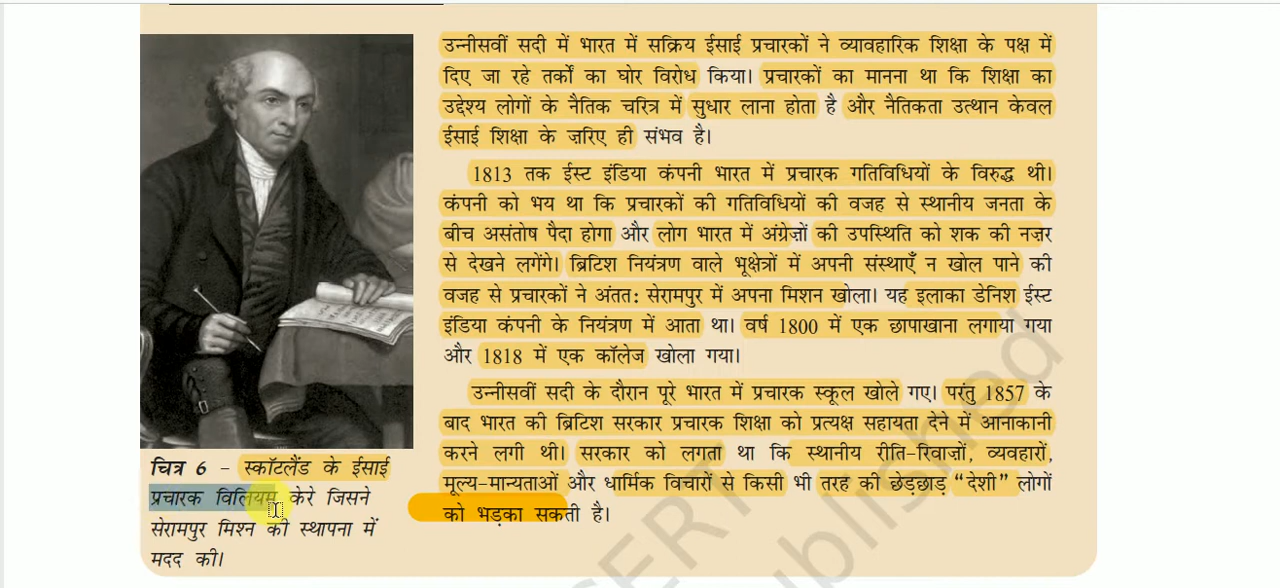 उन्नीसवीं सदी में भारत में सक्रिय ईसाई प्रचारकों ने व्यावहारिक शिक्षा के पक्ष में
दिए जा रहे तर्कों का घोर विरोध किया। प्रचारकों का मानना था कि शिक्षा का
उद्देश्य लोगों के नैतिक चरित्र में सुधार लाना होता है और नैतिकता उत्थान केवल
ईसाई शिक्षा के ज़रिए ही संभव है।
1813 तक ईस्ट इंडिया कंपनी भारत में प्रचारक गतिविधियों के विरुद्ध थी।
कंपनी को भय था कि प्रचारकों की गतिविधियों की वजह से स्थानीय जनता के
बीच असंतोष पैदा होगा और लोग भारत में अंग्रेज़ों की उपस्थिति को शक की नज़र
से देखने लगेंगे। ब्रिटिश नियंत्रण वाले भूक्षेत्रों में अपनी संस्थाएँ न खोल पाने की
वजह से प्रचारकों ने अंतत: सेरामपुर में अपना मिशन खोला। यह इलाका डेनिश ईस्ट
इंडिया कंपनी के नियंत्रण में आता था। वर्ष 1800 में एक छापाखाना लगाया गया
और 1818 में एक कॉलेज खोला गया।
उन्नीसवीं सदी के दौरान पूरे भारत में प्रचारक स्कूल खोले गए। परंतु 1857 के
बाद भारत की ब्रिटिश सरकार प्रचारक शिक्षा को प्रत्यक्ष सहायता देने में आनाकानी
करने लगी थी। सरकार को लगता था कि स्थानीय रीति-रिवाज़ों, व्यवहारों,
मूल्य-मान्यताओं और धार्मिक विचारों से किसी भी तरह की छेड़छाड़ “देशी” लोगों
को भड़का सकती है।
चित्र 6 – स्कॉटलैंड के ईसाई
प्रचारक विलियम केरे जिसने
सेरामपुर मिश्न की स्थापना में
मदद की।